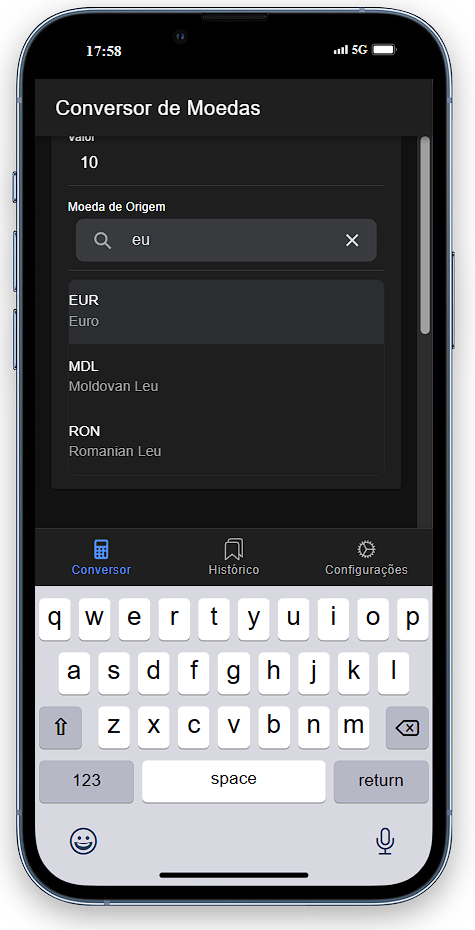 17:58
5G
Conversor de Moedas
Valor
10
Moeda de Origem
eu
EUR
Euro
MDL
Moldovan Leu
RON
Romanian Leu
Conversor Histórico Configurações
q w e r t y u i o p
a s d f g h j k l
z x c v b n m
123 space return